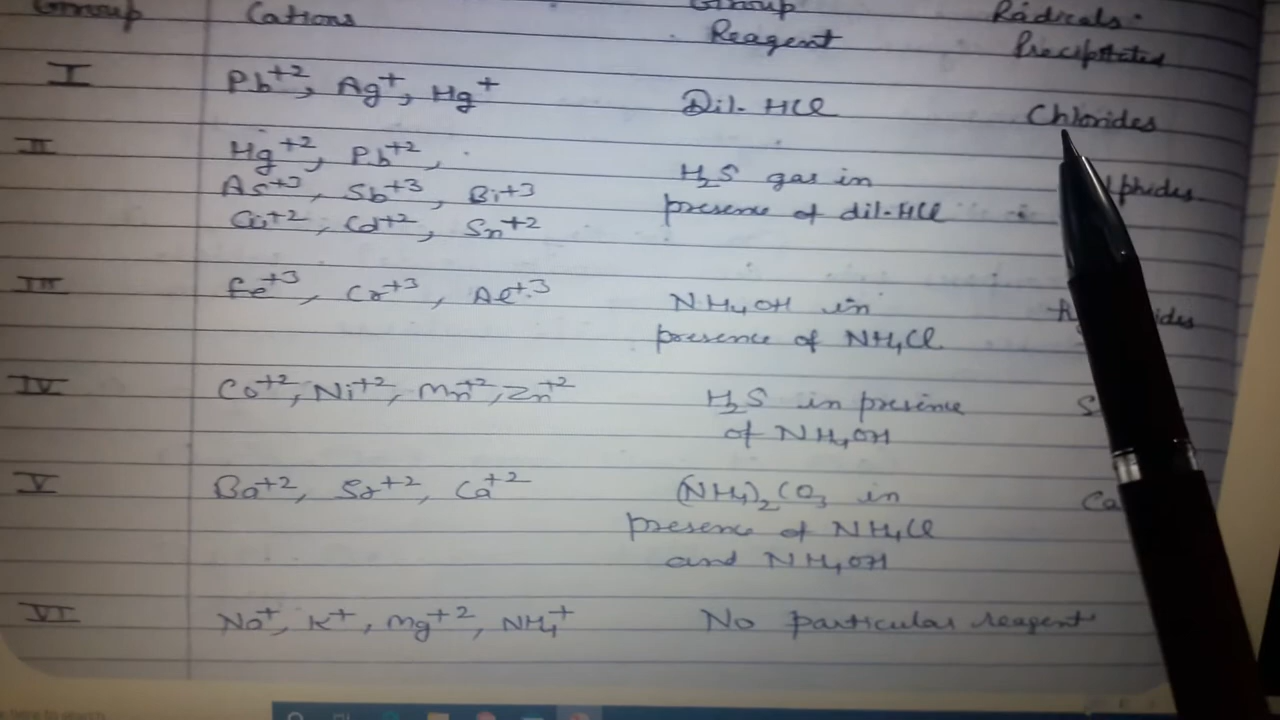 Group Cations Group Radicals
Reagent Precipitated
I Pb+2, Ag+, Hg+ Dil. HCl Chlorides
II Hg+2, Pb+2,
As+3, Sb+3, Bi+3 H2S gas in phides
Cu+2, Cd+2, Sn+2 presence of dil. HCl
III Fe+3, Cr+3, Al+3 NH4OH in ides
presence of NH4Cl
IV Co+2, Ni+2, Mn+2, Zn+2 H2S in presence S
of NH4OH
V Ba+2, Sr+2, Ca+2 (NH4)2CO3 in Ca
presence of NH4Cl
and NH4OH
VI Na+, K+, Mg+2, NH4+ No particular reagent